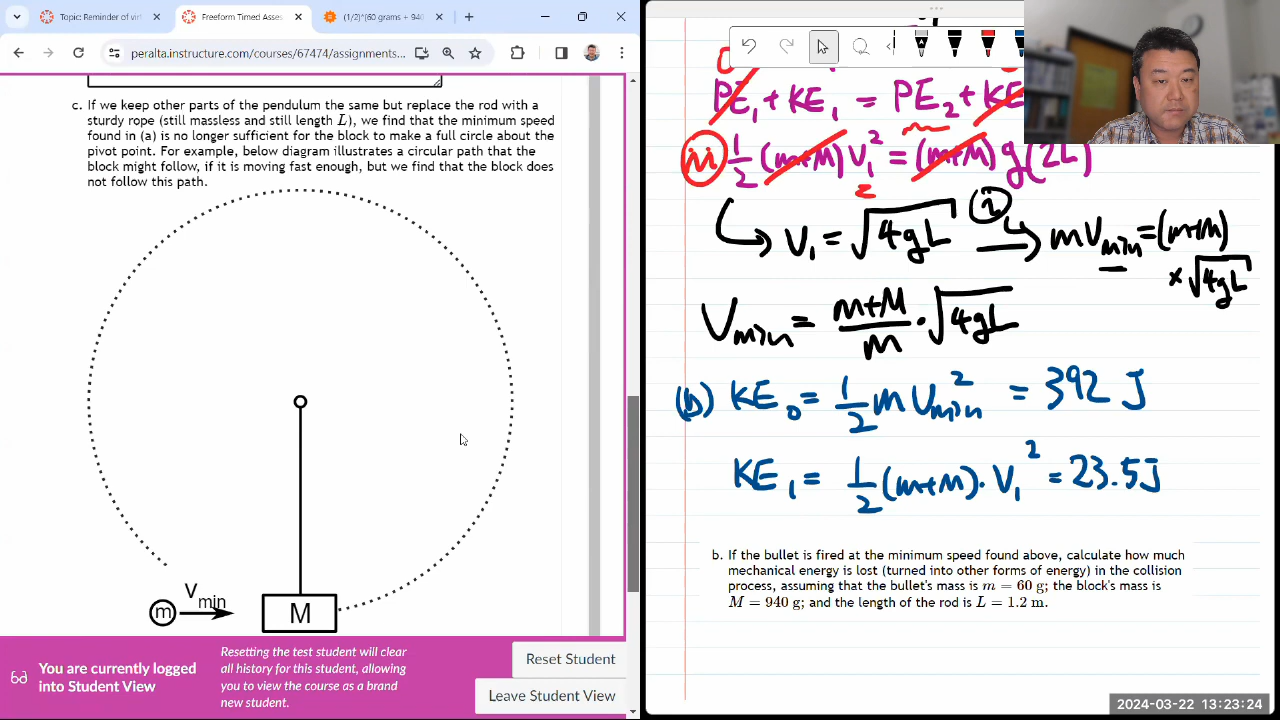 Topic Reminder of vir
Freeform Timed Asses
(1/2)*60 grams + 940
peralta.instructure.com/courses/674/M/assignments...
c. If we keep other parts of the pendulum the same but replace the rod with a
sturdy rope (still massless and still length L), we find that the minimum speed
found in (a) is no longer sufficient for the block to make a full circle about the
pivot point. For example, below diagram illustrates a circular path that the
block might follow, if it is moving fast enough, but we find that the block does
not follow this path.
Vmin
m
M
You are currently logged
into Student View
Resetting the test student will clear
all history for this student, allowing
you to view the course as a brand
new student.
Reset Student
Leave Student View
PE₁ + KE₁ = PE₂ + KE
(ii) 1/2 (m+M) V₁² = (m+M) g(2L)
V₁ = √4gL (i) mVmin = (m+M)
× √4gL
Vmin = m+M/m · √4gL
(b) KE₀ = 1/2 m Vmin² = 392 J
KE₁ = 1/2 (m+M) · V₁² = 23.5J
b. If the bullet is fired at the minimum speed found above, calculate how much
mechanical energy is lost (turned into other forms of energy) in the collision
process, assuming that the bullet's mass is m = 60 g; the block's mass is
M = 940 g; and the length of the rod is L = 1.2 m.
2024-03-22 13:23:24